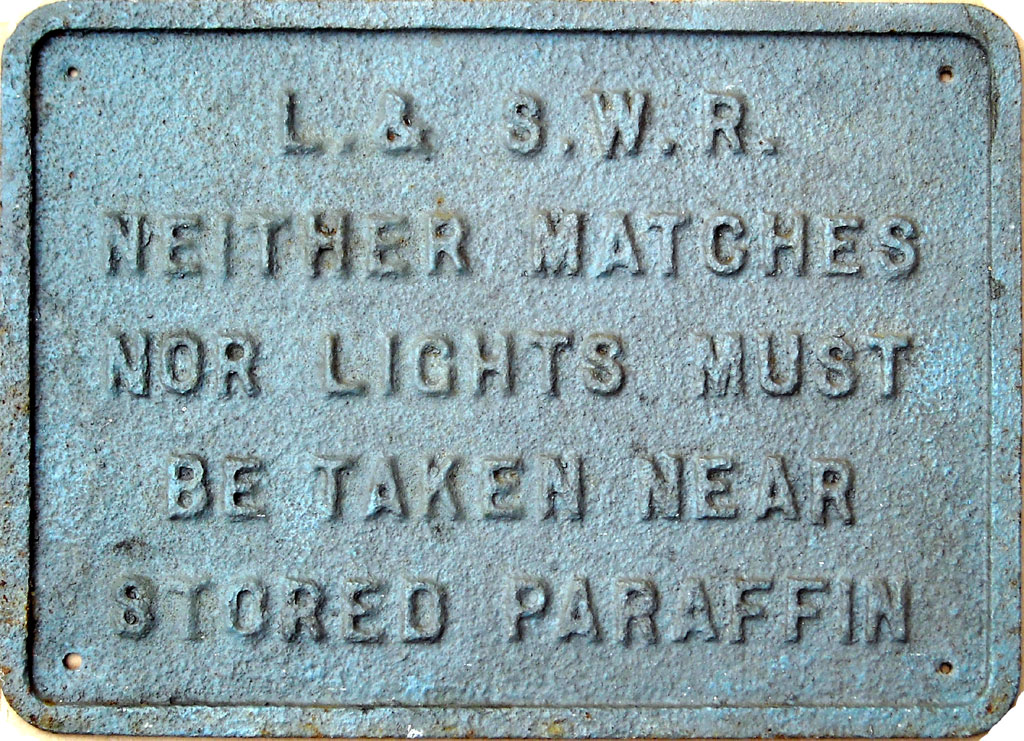 L. & S. W. R.
NEITHER MATCHES
NOR LIGHTS MUST
BE TAKEN NEAR
STORED PARAFFIN